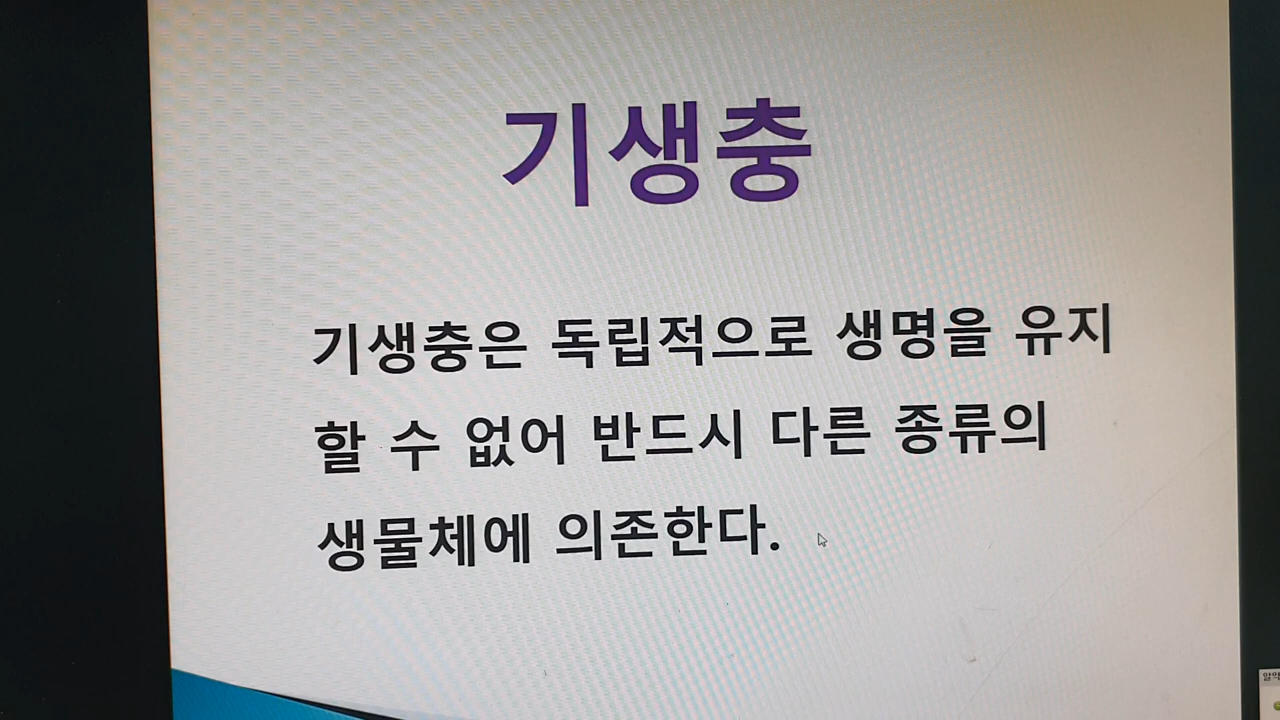 기생충
기생충은 독립적으로 생명을 유지
할 수 없어 반드시 다른 종류의
생물체에 의존한다.